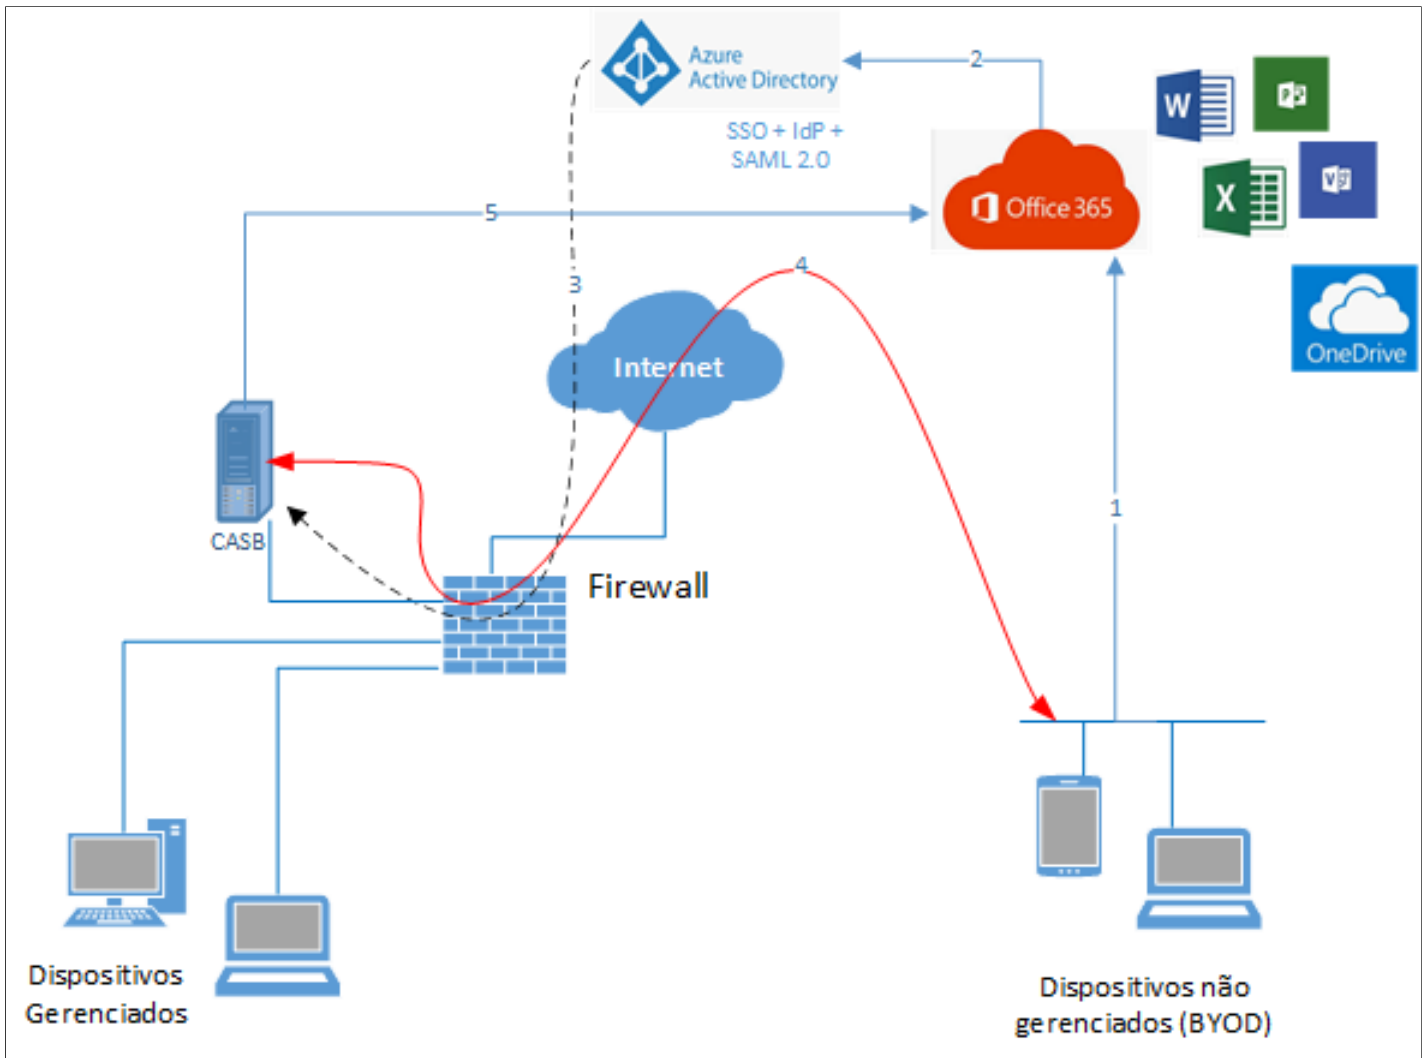 Azure
Active Directory
2
SSO + IdP +
SAML 2.0
W
P
X
V
Office 365
5
4
3
OneDrive
Internet
1
CASB
Firewall
Dispositivos
Gerenciados
Dispositivos não
gerenciados (BYOD)